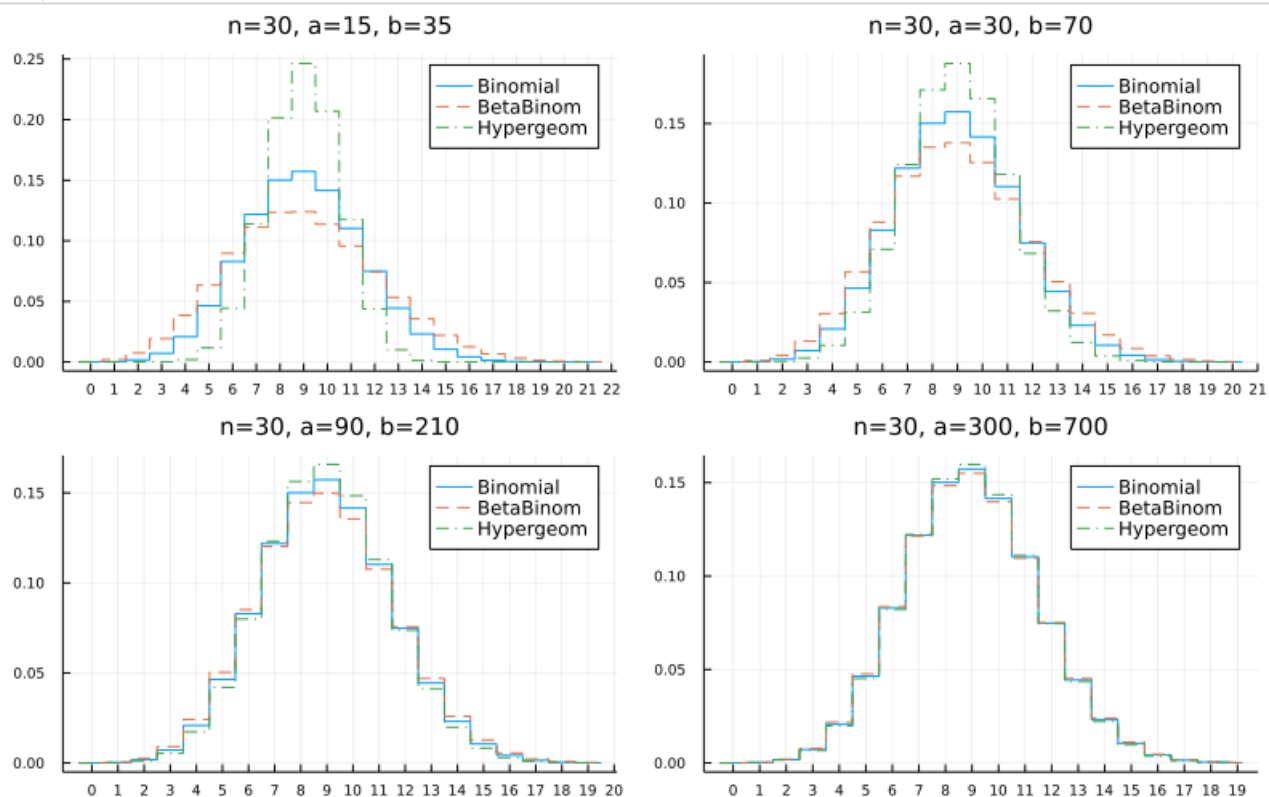 n=30, a=15, b=35
0.25
0.20
0.15
0.10
0.05
0.00
Binomial
BetaBinom
Hypergeom
0 1 2 3 4 5 6 7 8 9 10 11 12 13 14 15 16 17 18 19 20 21 22
n=30, a=30, b=70
0.15
0.10
0.05
0.00
Binomial
BetaBinom
Hypergeom
0 1 2 3 4 5 6 7 8 9 10 11 12 13 14 15 16 17 18 19 20 21
n=30, a=90, b=210
0.15
0.10
0.05
0.00
Binomial
BetaBinom
Hypergeom
0 1 2 3 4 5 6 7 8 9 10 11 12 13 14 15 16 17 18 19 20
n=30, a=300, b=700
0.15
0.10
0.05
0.00
Binomial
BetaBinom
Hypergeom
0 1 2 3 4 5 6 7 8 9 10 11 12 13 14 15 16 17 18 19